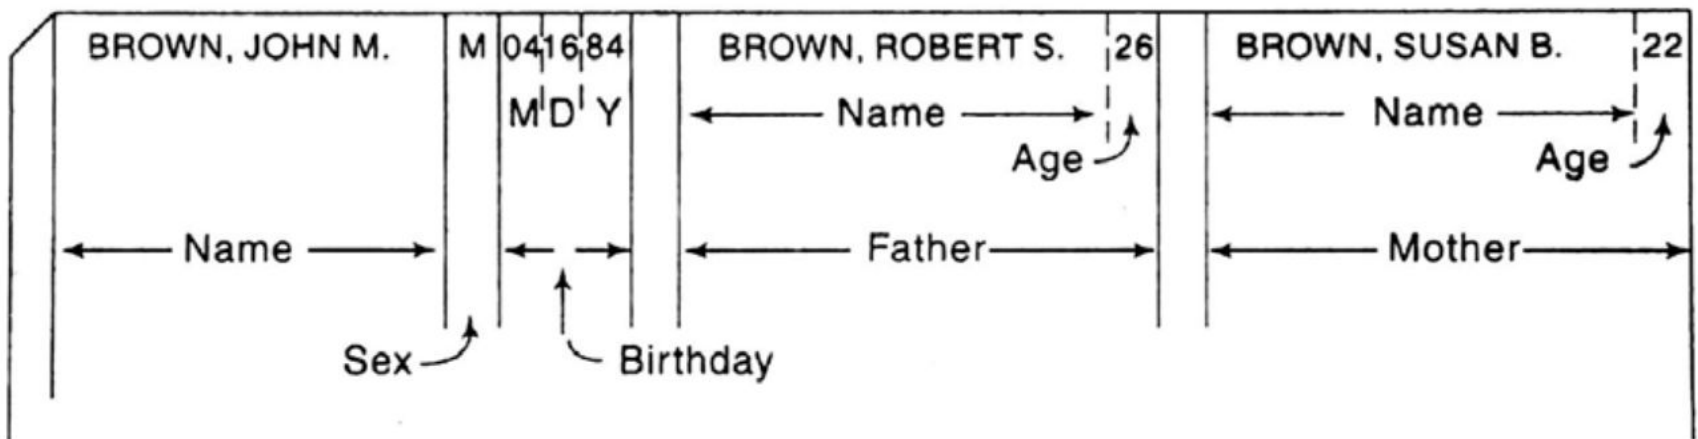 BROWN, JOHN M. M 04 16 84 BROWN, ROBERT S. 26 BROWN, SUSAN B. 22
M D Y Name Name
Age Age
Name Father Mother
Sex Birthday